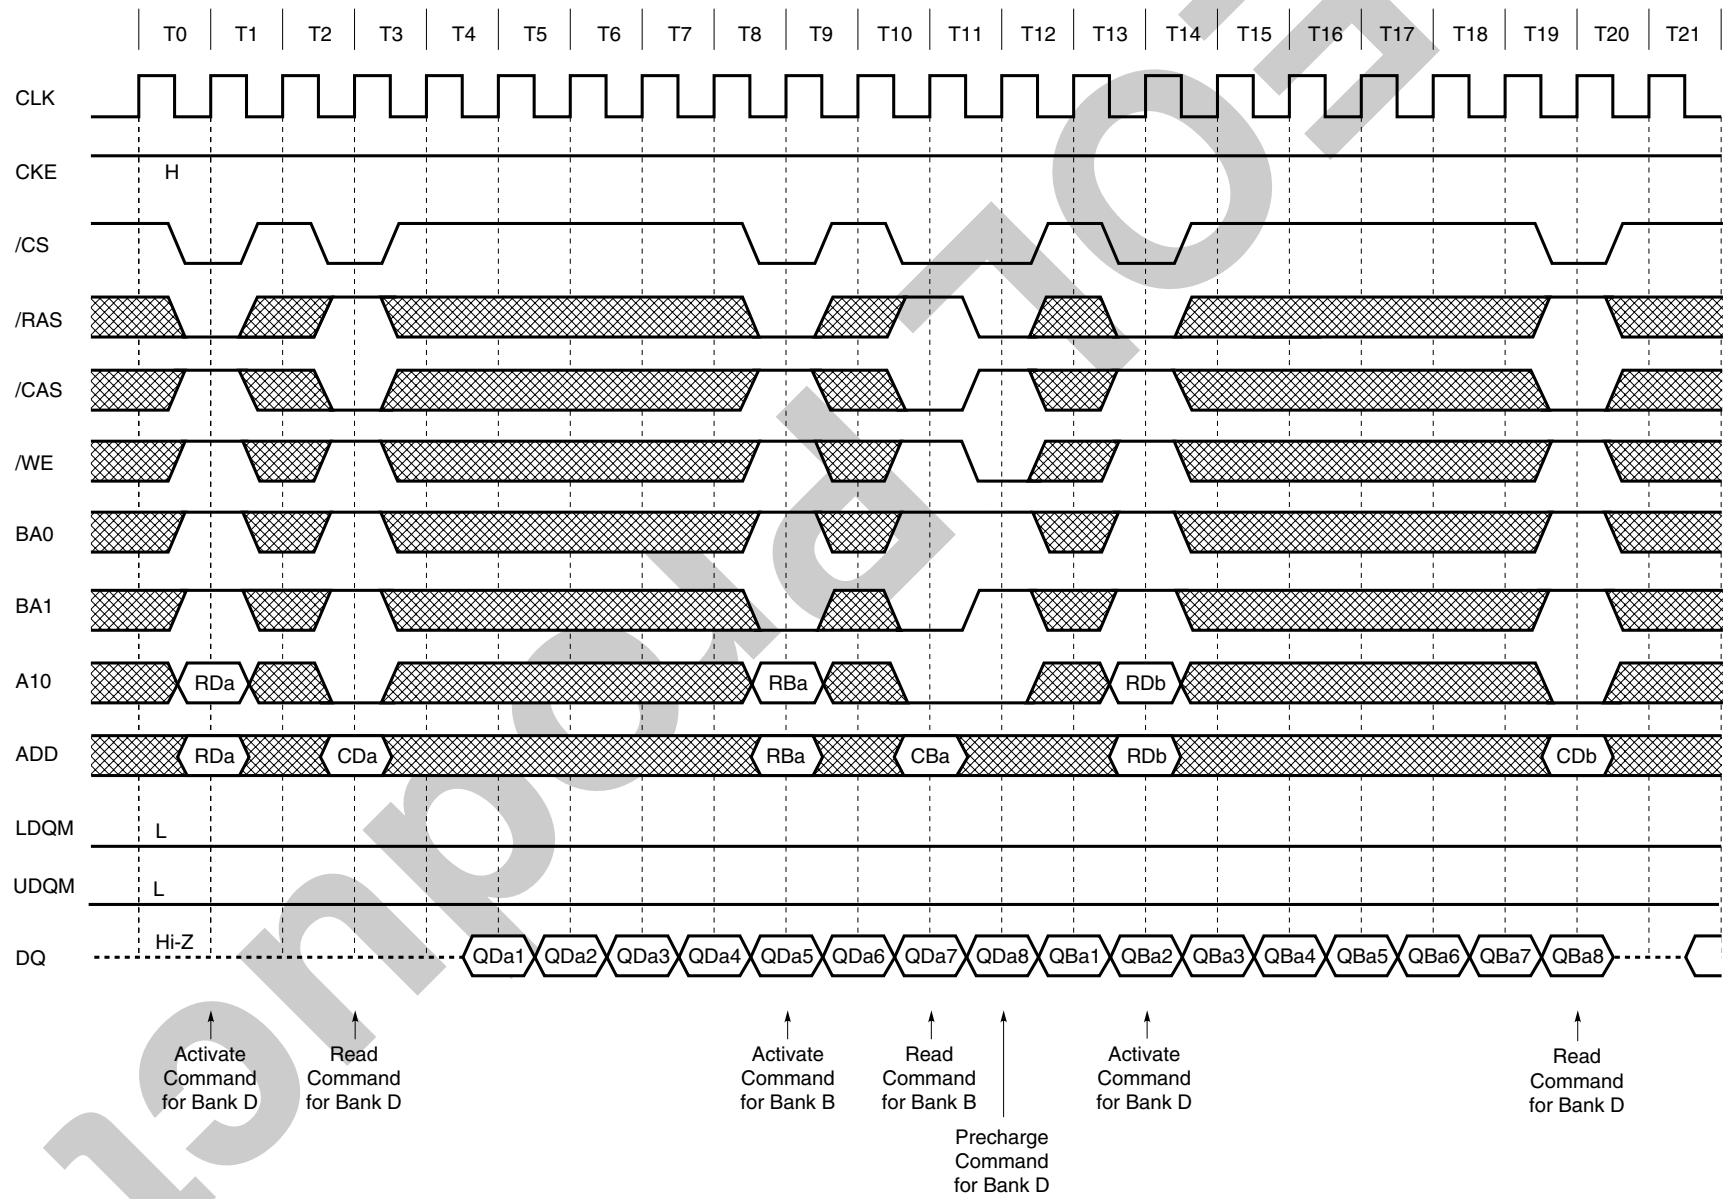 T0 T1 T2 T3 T4 T5 T6 T7 T8 T9 T10 T11 T12 T13 T14 T15 T16 T17 T18 T19 T20 T21
CLK
CKE H
/CS
/RAS
/CAS
/WE
BA0
BA1
A10 RDa RBa RDb
ADD RDa CDa RBa CBa RDb CDb
LDQM L
UDQM L
DQ Hi-Z QDa1 QDa2 QDa3 QDa4 QDa5 QDa6 QDa7 QDa8 QBa1 QBa2 QBa3 QBa4 QBa5 QBa6 QBa7 QBa8
Activate
Command
for Bank D
Read
Command
for Bank D
Activate
Command
for Bank B
Read
Command
for Bank B
Precharge
Command
for Bank D
Activate
Command
for Bank D
Read
Command
for Bank D
EOL Product